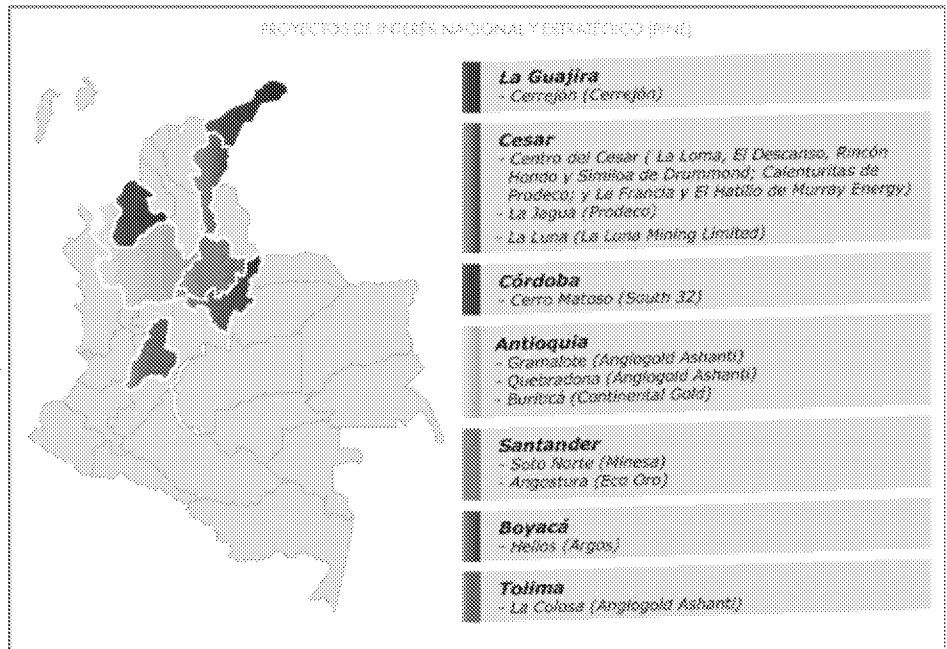 PROYECTOS DE INTERÉS NACIONAL Y ESTRATÉGICO (PINE)
La Guajira
- Cerrejón (Cerrejón)
Cesar
- Centro del Cesar ( La Loma, El Descanso, Rincón
Hondo y Similoa de Drummond; Calenturitas de
Prodeco; y La Francia y El Hatillo de Murray Energy)
- La Jagua (Prodeco)
- La Luna (La Luna Mining Limited)
Córdoba
- Cerro Matoso (South 32)
Antioquia
- Gramalote (Anglogold Ashanti)
- Quebradona (Anglogold Ashanti)
- Buriticá (Continental Gold)
Santander
- Soto Norte (Minesa)
- Angostura (Eco Oro)
Boyacá
- Helios (Argos)
Tolima
- La Colosa (Anglogold Ashanti)